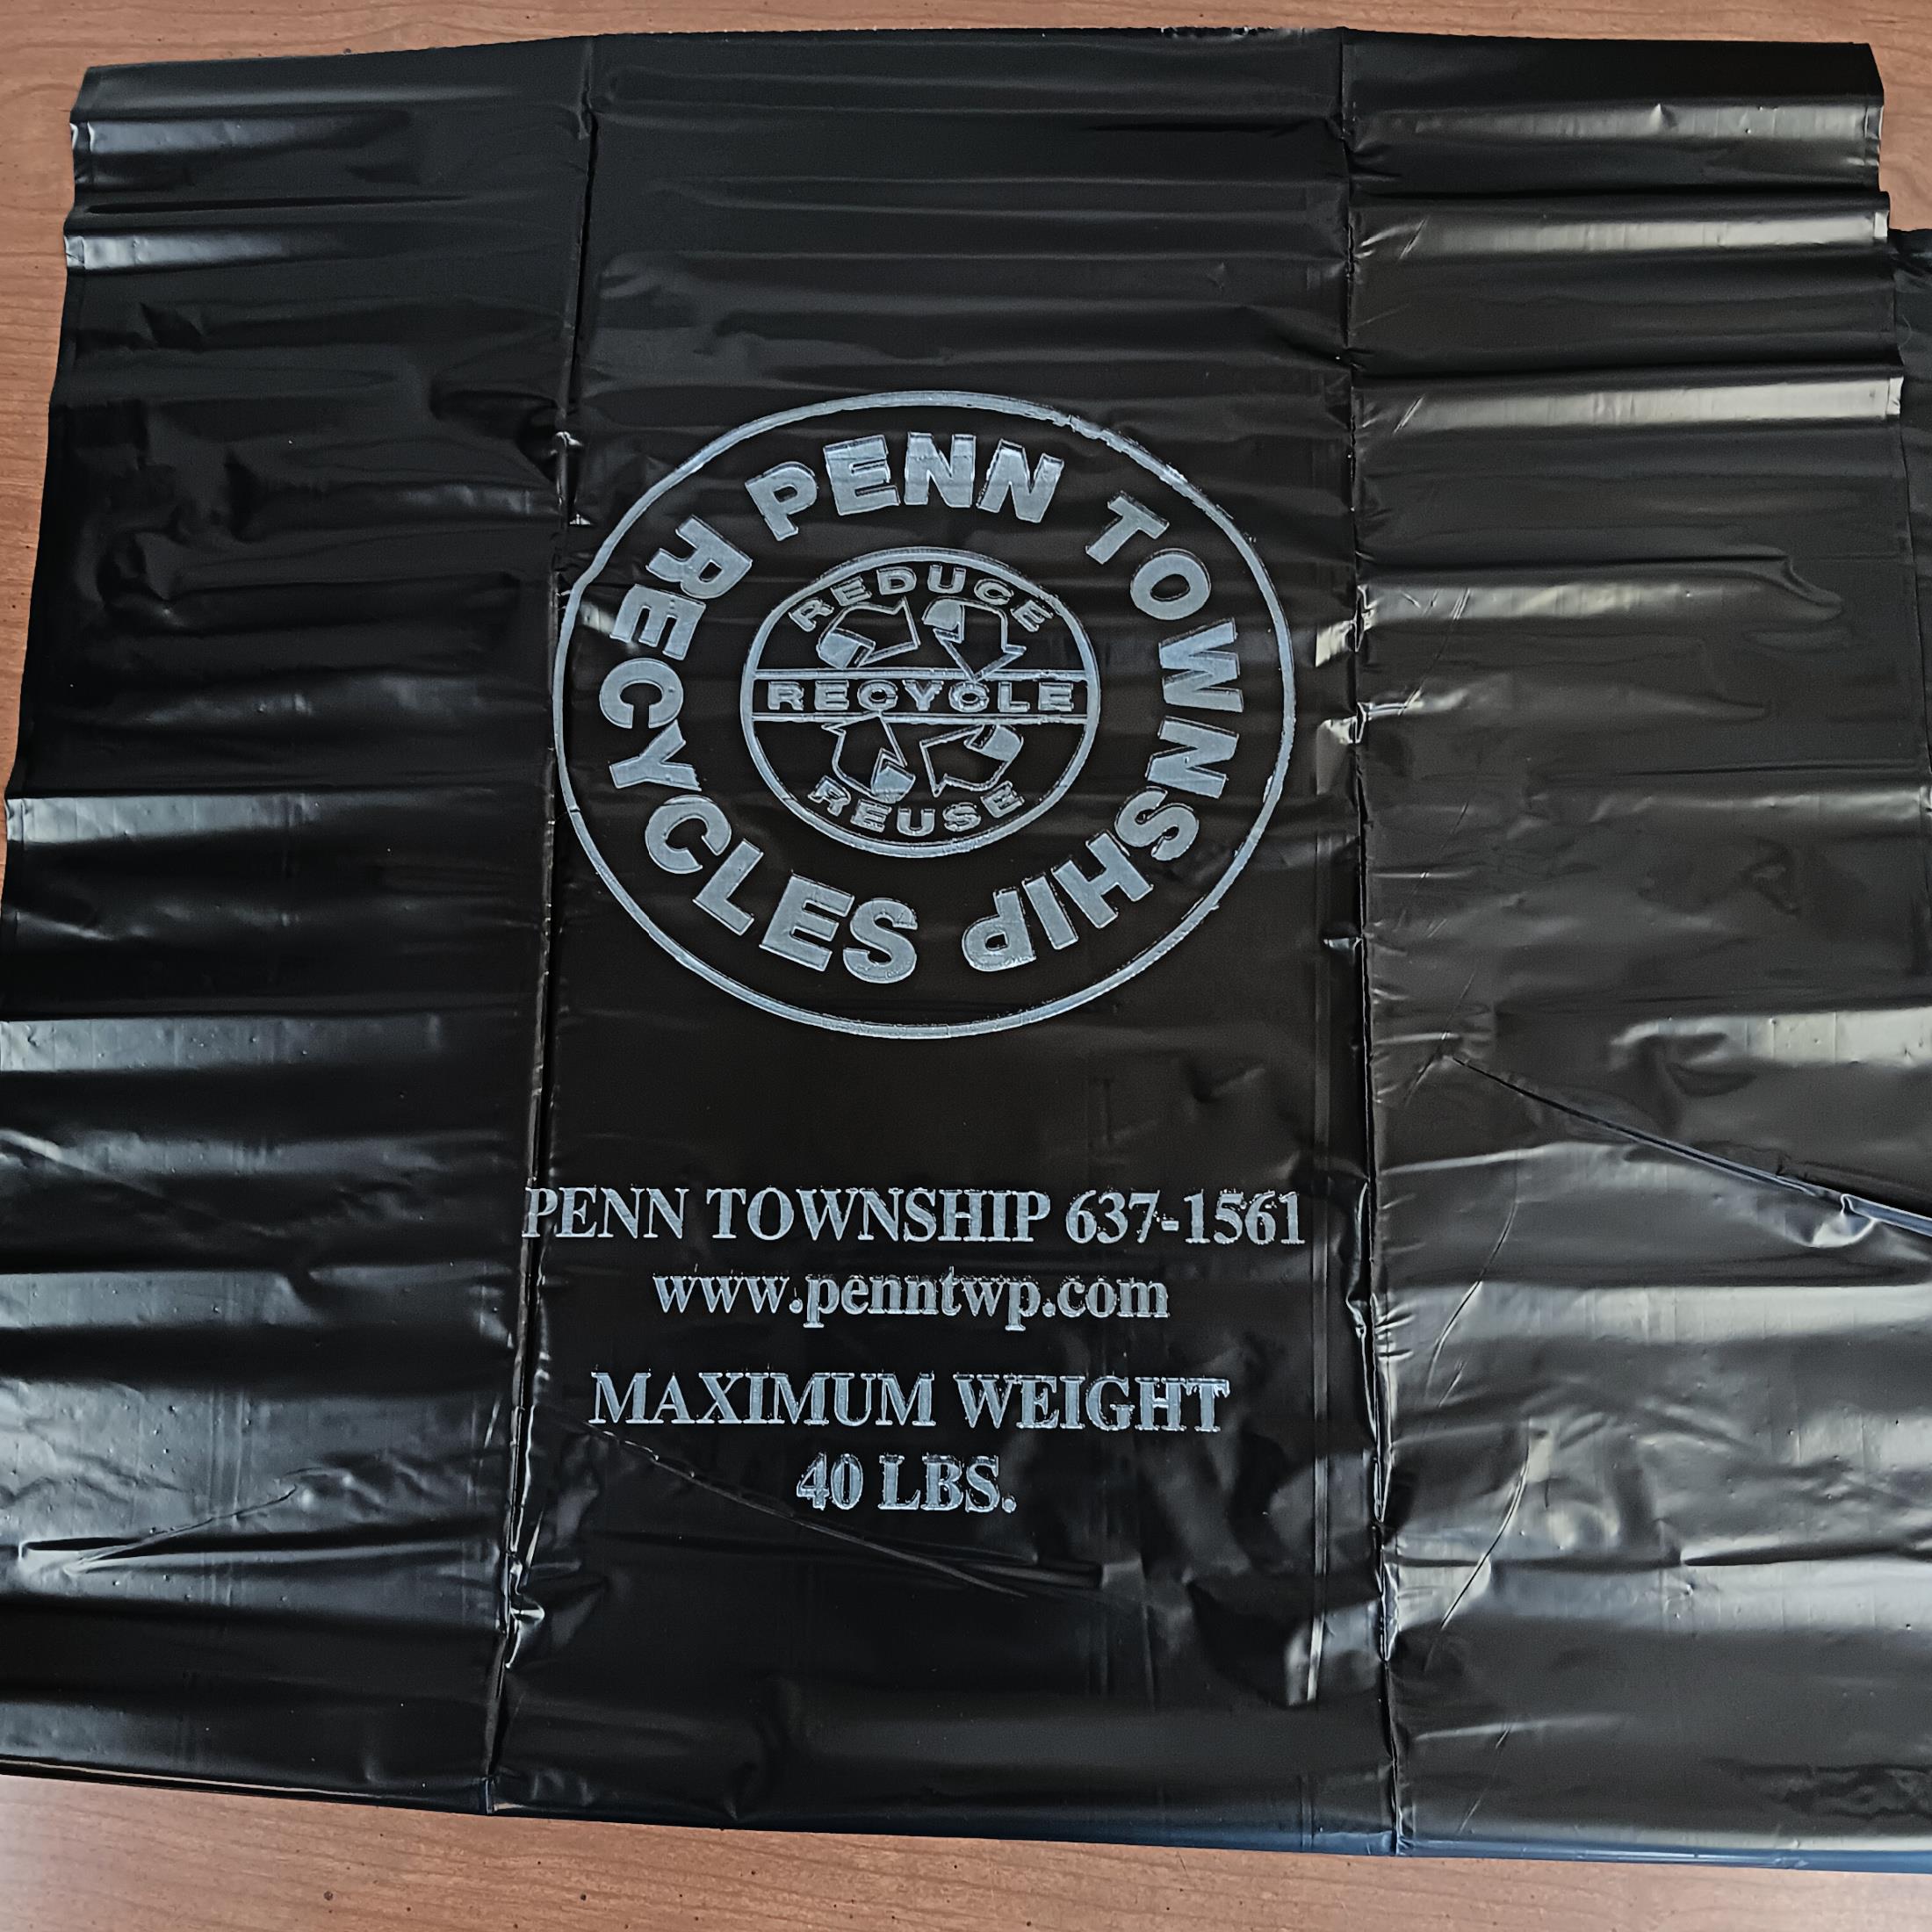 PENN TOWNSHIP RECYCLES
REDUCE
RECYCLE
REUSE
PENN TOWNSHIP 637-1561
www.penntwp.com
MAXIMUM WEIGHT
40 LBS.